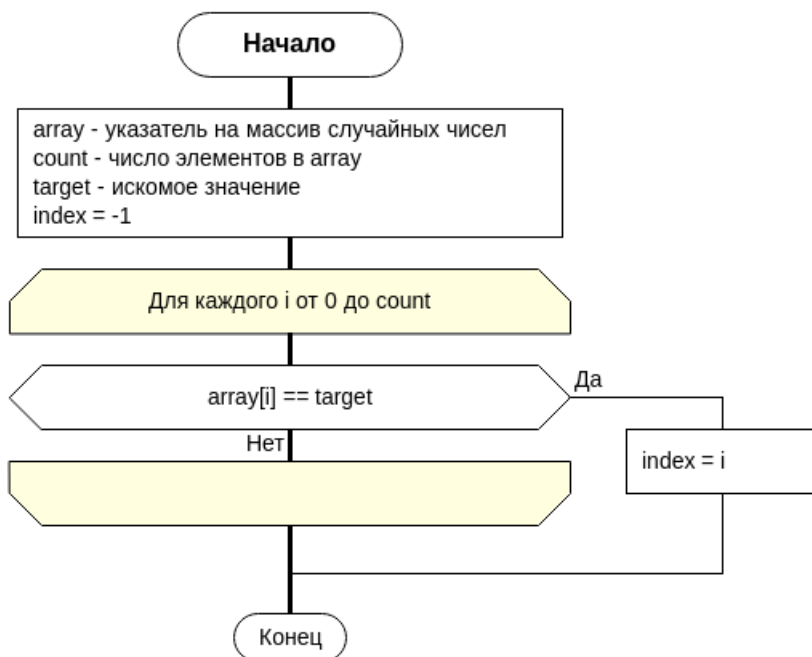 Начало
array - указатель на массив случайных чисел
count - число элементов в array
target - искомое значение
index = -1
Для каждого i от 0 до count
array[i] == target
Да
Нет
index = i
Конец